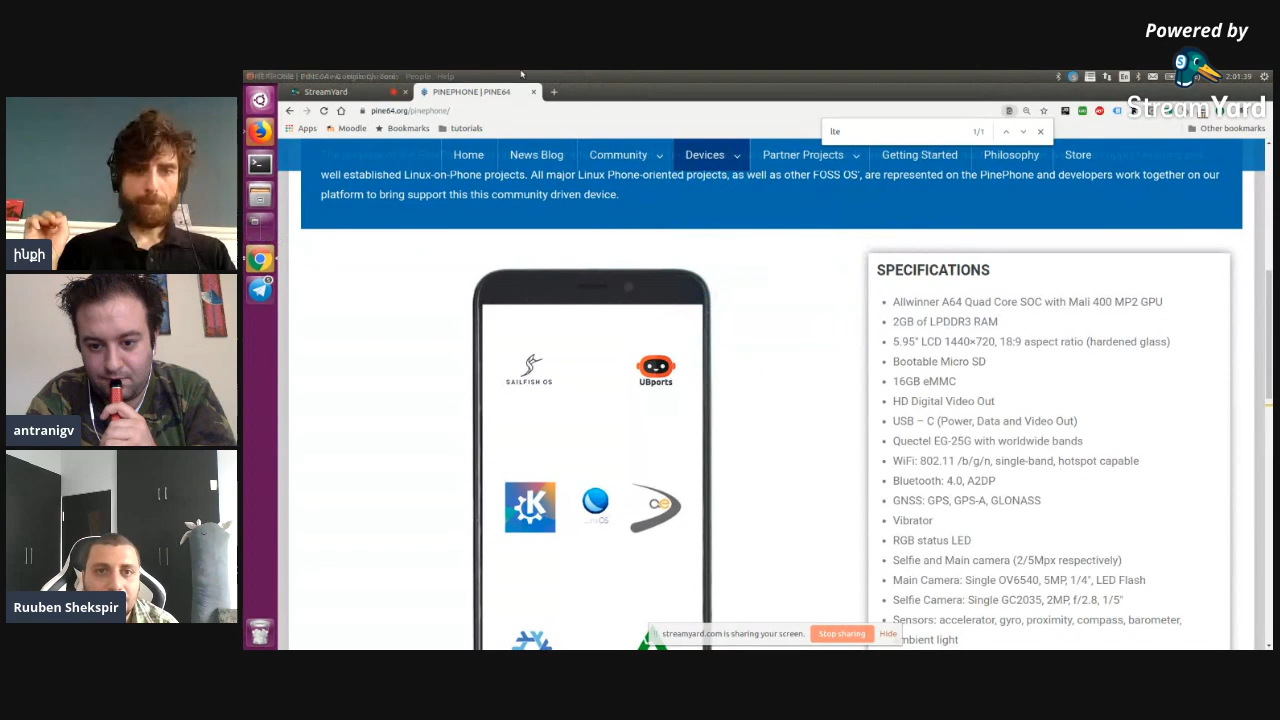 Powered by
StreamYard
PINEPHONE | PINE64
StreamYard
People Help
En
2:01:39
pine64.org/pinephone/
lte
1/1
Apps
Moodle
Bookmarks
tutorials
Other bookmarks
Home
News Blog
Community
Devices
Partner Projects
Getting Started
Philosophy
Store
well established Linux-on-Phone projects. All major Linux Phone-oriented projects, as well as other FOSS OS', are represented on the PinePhone and developers work together on our
platform to bring support this this community driven device.
SAILFISH OS
UBports
SPECIFICATIONS
Allwinner A64 Quad Core SOC with Mali 400 MP2 GPU
2GB of LPDDR3 RAM
5.95″ LCD 1440×720, 18:9 aspect ratio (hardened glass)
Bootable Micro SD
16GB eMMC
HD Digital Video Out
USB – C (Power, Data and Video Out)
Quectel EG-25G with worldwide bands
WiFi: 802.11 /b/g/n, single-band, hotspot capable
Bluetooth: 4.0, A2DP
GNSS: GPS, GPS-A, GLONASS
Vibrator
RGB status LED
Selfie and Main camera (2/5Mpx respectively)
Main Camera: Single OV6540, 5MP, 1/4″, LED Flash
Selfie Camera: Single GC2035, 2MP, f/2.8, 1/5″
Sensors: accelerator, gyro, proximity, compass, barometer,
ambient light
streamyard.com is sharing your screen.
Stop sharing
Hide
ինքի
antranigv
Ruuben Shekspir